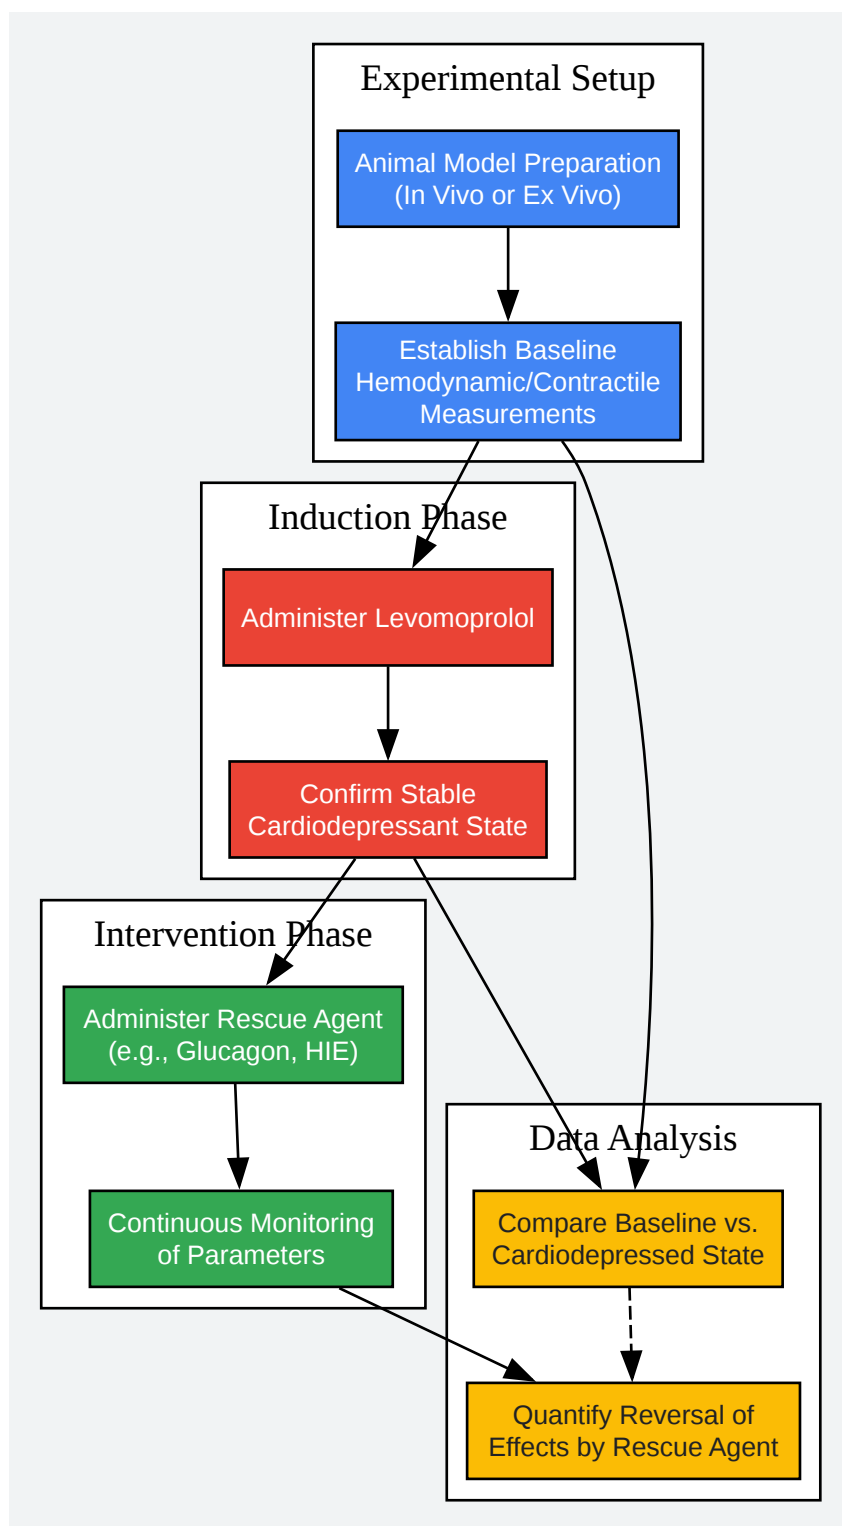 Experimental Setup
Animal Model Preparation
(In Vivo or Ex Vivo)
Establish Baseline
Hemodynamic/Contractile
Measurements
Induction Phase
Administer Levomoprolol
Confirm Stable
Cardiodepressant State
Intervention Phase
Administer Rescue Agent
(e.g., Glucagon, HIE)
Continuous Monitoring
of Parameters
Data Analysis
Compare Baseline vs.
Cardiodepressed State
Quantify Reversal of
Effects by Rescue Agent